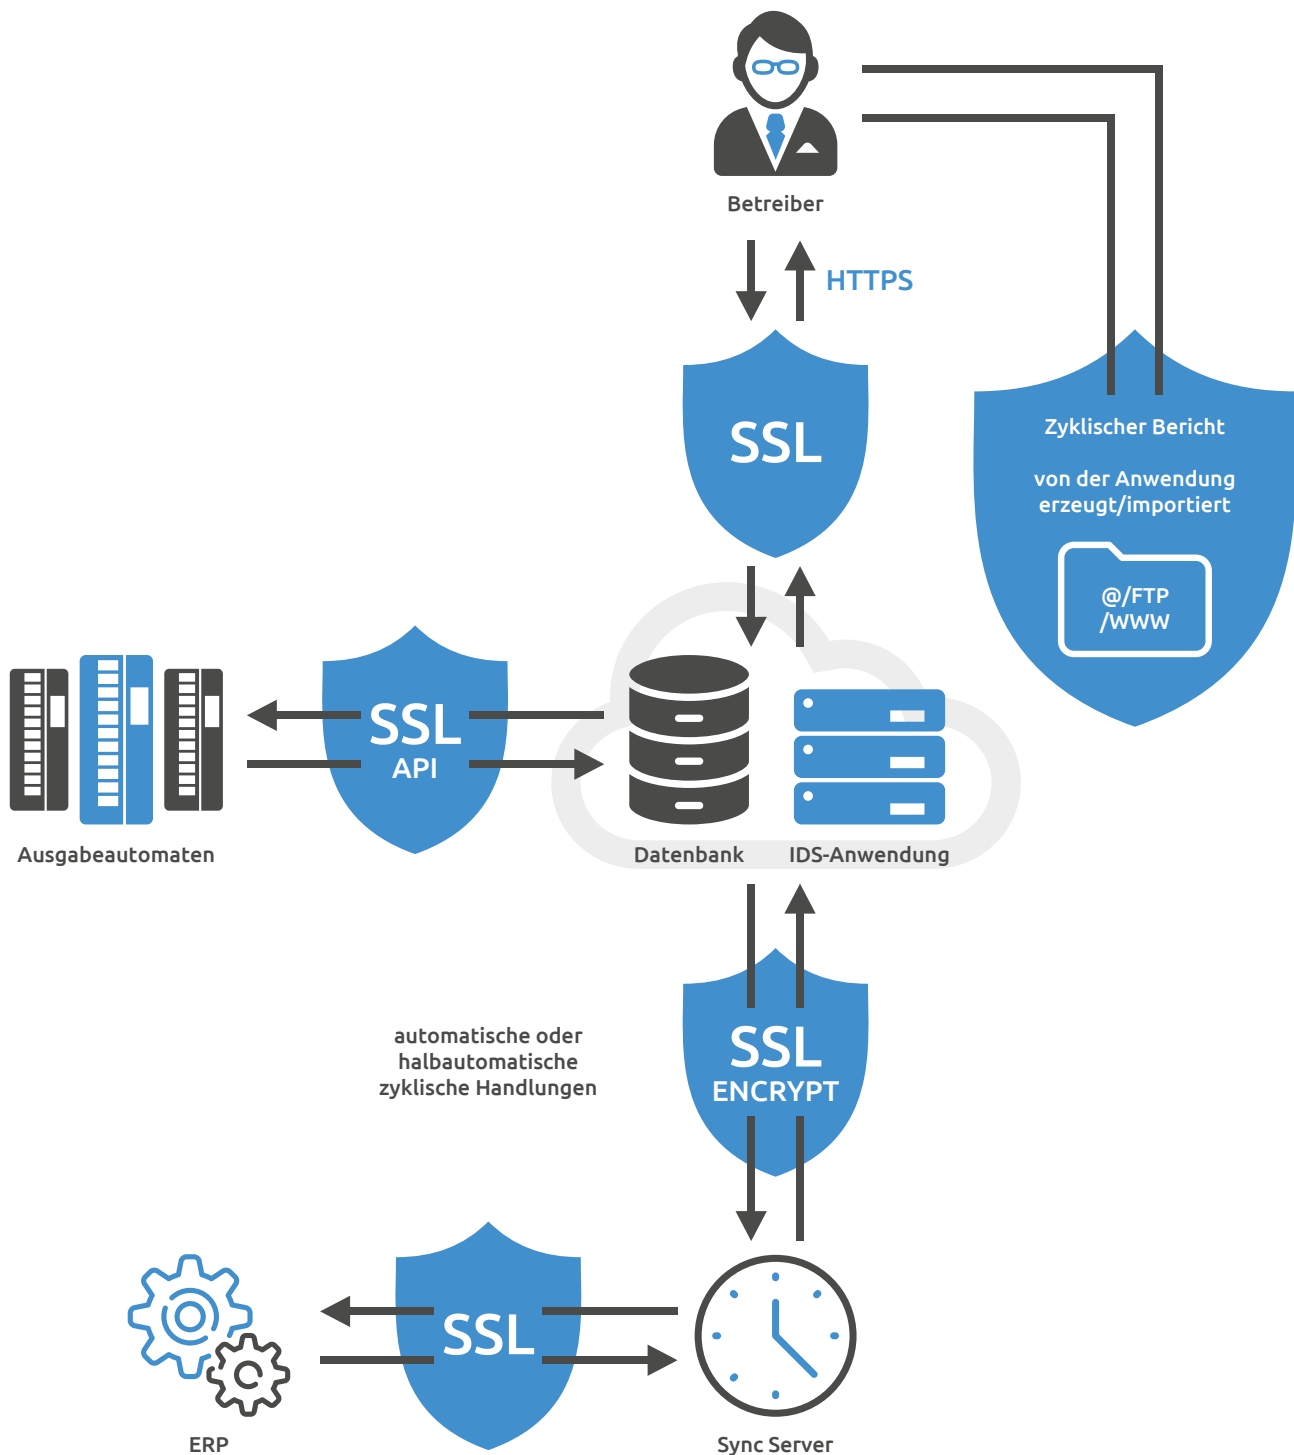 Betreiber
HTTPS
SSL
Zyklischer Bericht
von der Anwendung
erzeugt/importiert
@/FTP
/WWW
SSL
API
Ausgabeautomaten
Datenbank
IDS-Anwendung
automatische oder
halbautomatische
zyklische Handlungen
SSL
ENCRYPT
SSL
ERP
Sync Server